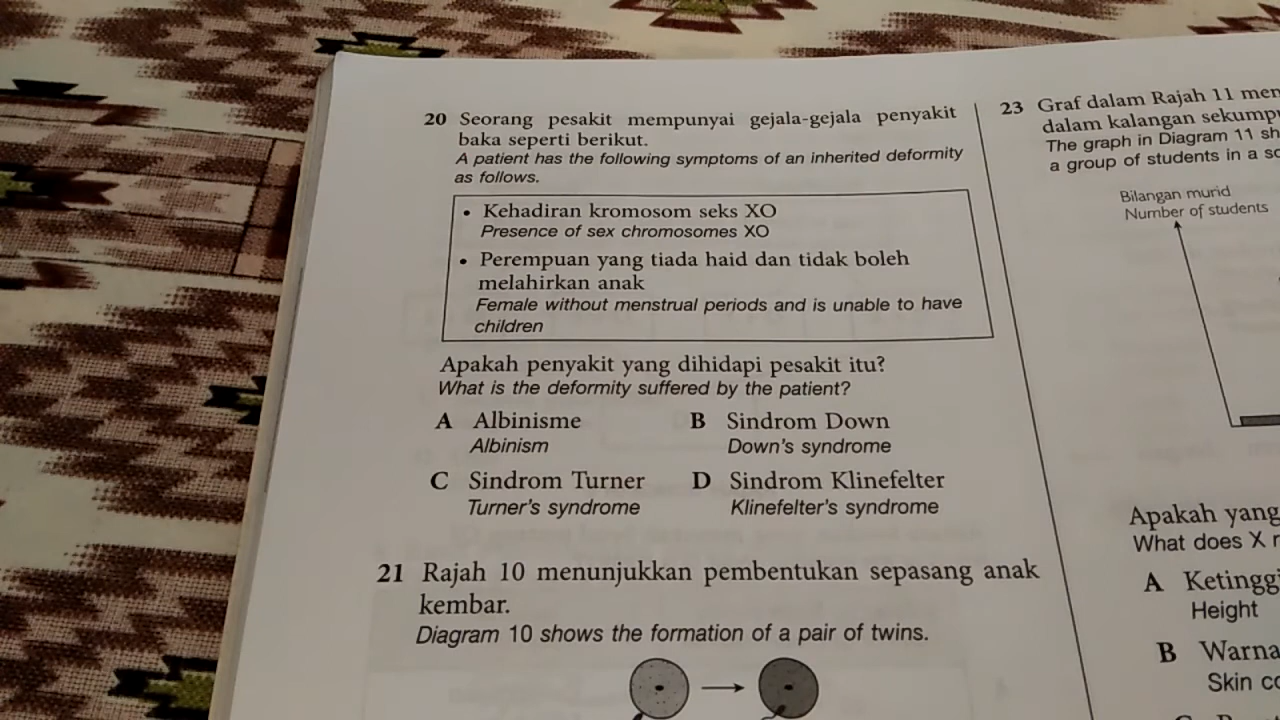 20 Seorang pesakit mempunyai gejala-gejala penyakit
baka seperti berikut.
A patient has the following symptoms of an inherited deformity
as follows.
• Kehadiran kromosom seks XO
Presence of sex chromosomes XO
• Perempuan yang tiada haid dan tidak boleh
melahirkan anak
Female without menstrual periods and is unable to have
children
Apakah penyakit yang dihidapi pesakit itu?
What is the deformity suffered by the patient?
A Albinisme B Sindrom Down
Albinism Down's syndrome
C Sindrom Turner D Sindrom Klinefelter
Turner's syndrome Klinefelter's syndrome
21 Rajah 10 menunjukkan pembentukan sepasang anak
kembar.
Diagram 10 shows the formation of a pair of twins.
23 Graf dalam Rajah 11
dalam kalangan
The graph in Diagram 11
a group of students in a
Bilangan murid
Number of students
Apakah yang
What does X
A
Height
B Warna
Skin